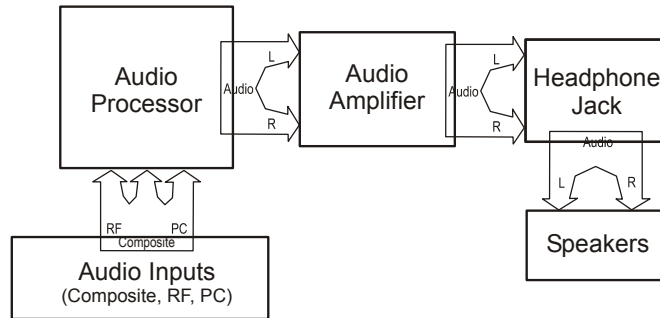 Audio
Processor
L
Audio
R
Audio
Amplifier
L
Audio
R
Headphone
Jack
Audio
L
R
RF
PC
Composite
Audio Inputs
(Composite, RF, PC)
Speakers